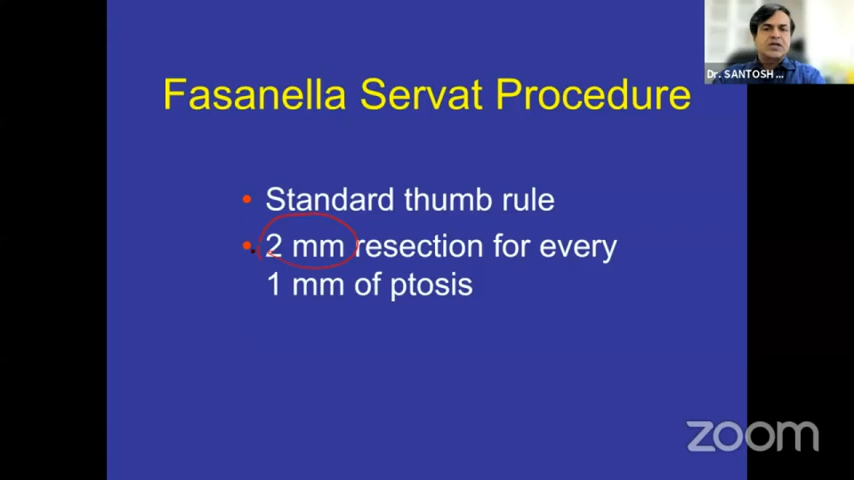 Dr. SANTOSH...
Fasanella Servat Procedure
• Standard thumb rule
• 2 mm resection for every
1 mm of ptosis
zoom